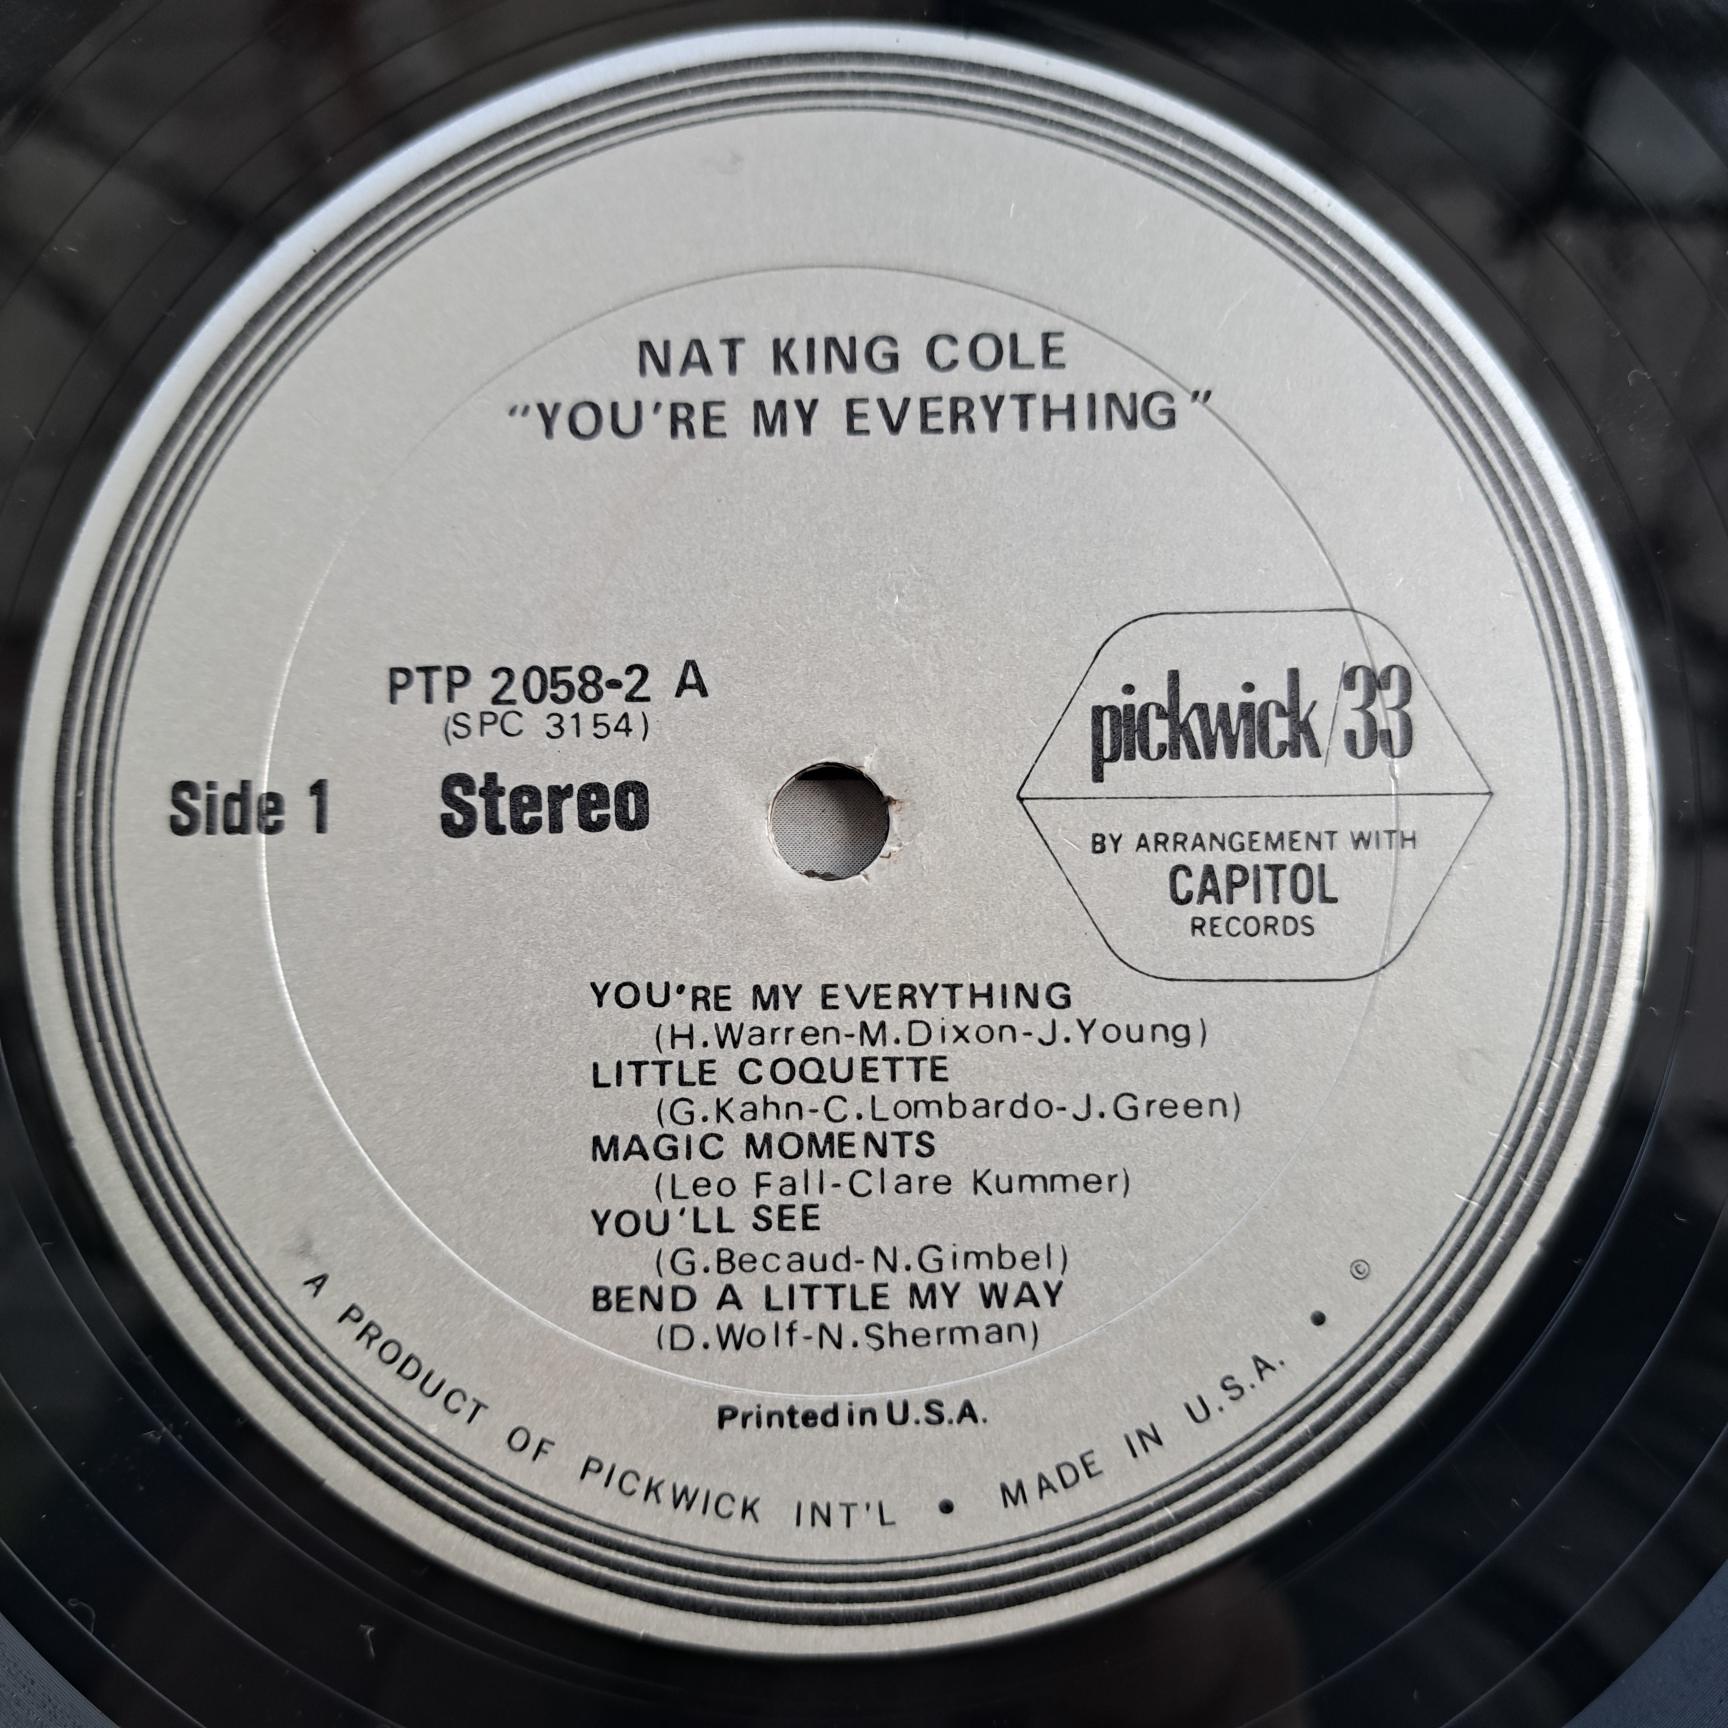 NAT KING COLE
"YOU'RE MY EVERYTHING"
PTP 2058-2 A
(SPC 3154)
Side 1
Stereo
pickwick/33
BY ARRANGEMENT WITH
CAPITOL
RECORDS
YOU'RE MY EVERYTHING
(H.Warren-M.Dixon-J.Young)
LITTLE COQUETTE
(G.Kahn-C.Lombardo-J.Green)
MAGIC MOMENTS
(Leo Fall-Clare Kummer)
YOU'LL SEE
(G.Becaud-N.Gimbel)
BEND A LITTLE MY WAY
(D.Wolf-N.Sherman)
Printed in U.S.A.
A PRODUCT OF PICKWICK INT'L • MADE IN U.S.A. • ©